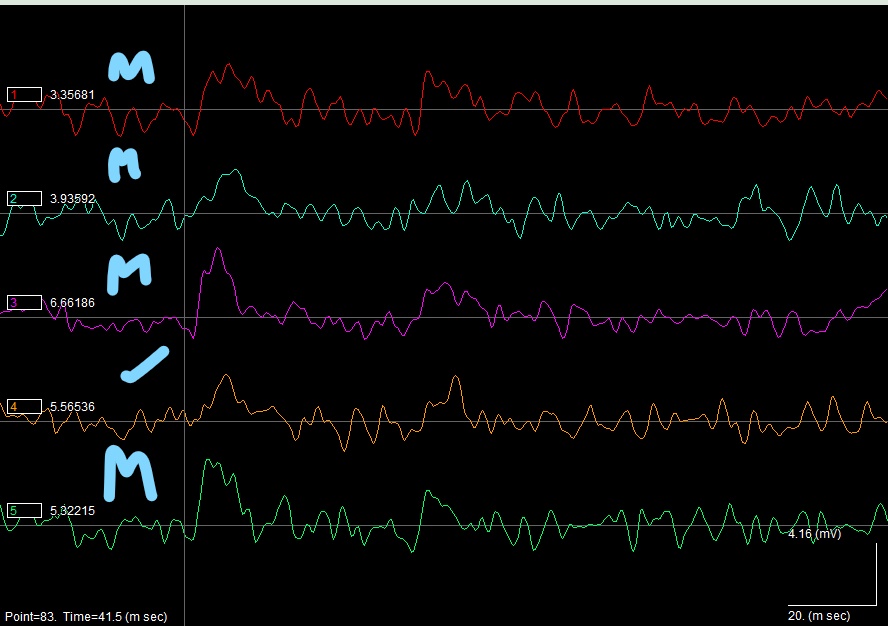 M
1 3.35681
M
2 3.93592
M
3 6.66186
4 5.56536
M
5 5.32215
4.16 (mV)
Point=83. Time=41.5 (m sec)
20. (m sec)